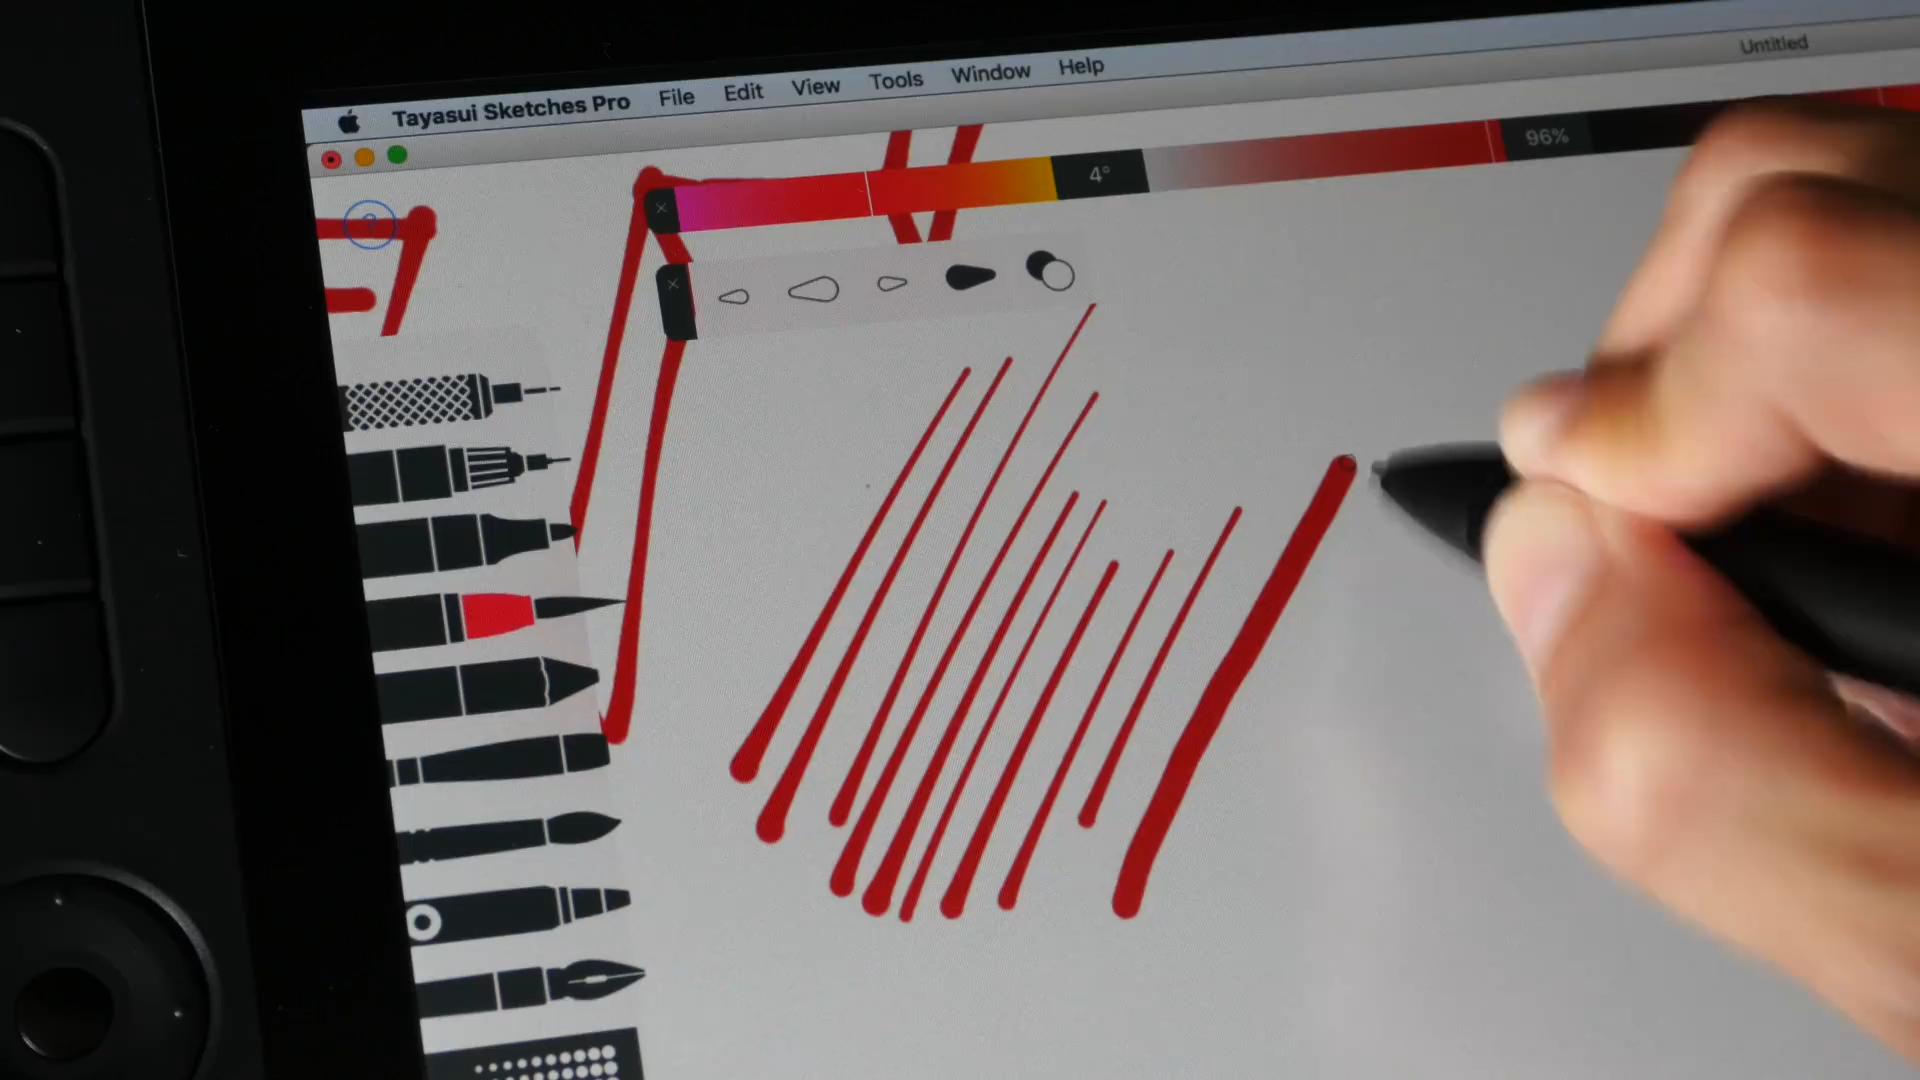 Tayasui Sketches Pro File Edit View Tools Window Help
Untitled
4°
96%
?